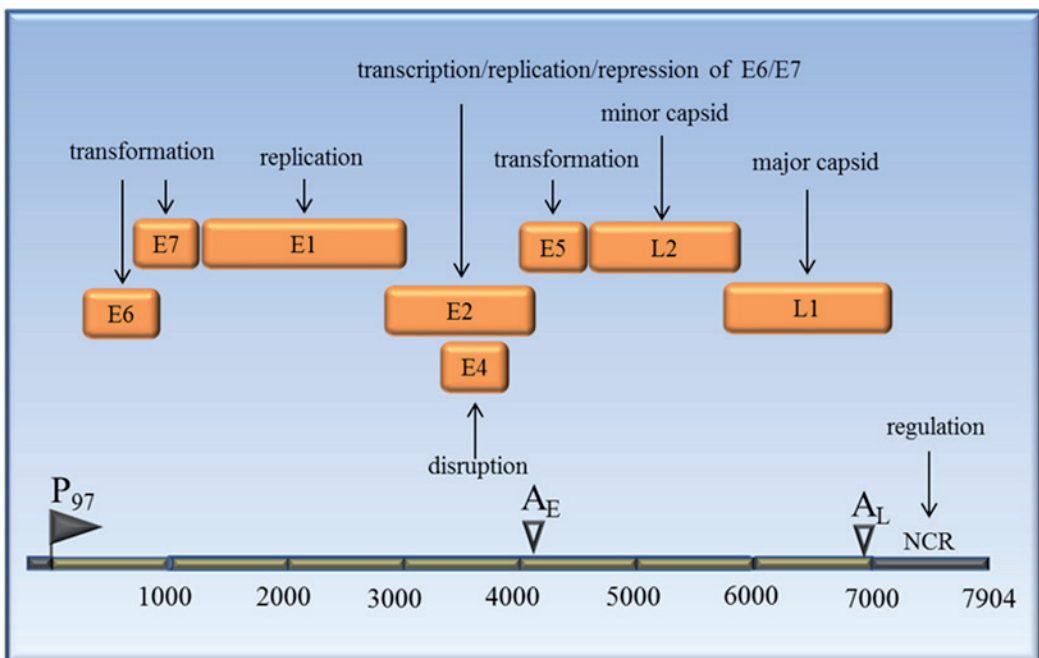 transcription/replication/repression of E6/E7
minor capsid
transformation
replication
transformation
major capsid
E7
E1
E5
L2
E6
E2
L1
E4
regulation
disruption
P97
AE
AL
NCR
1000
2000
3000
4000
5000
6000
7000
7904